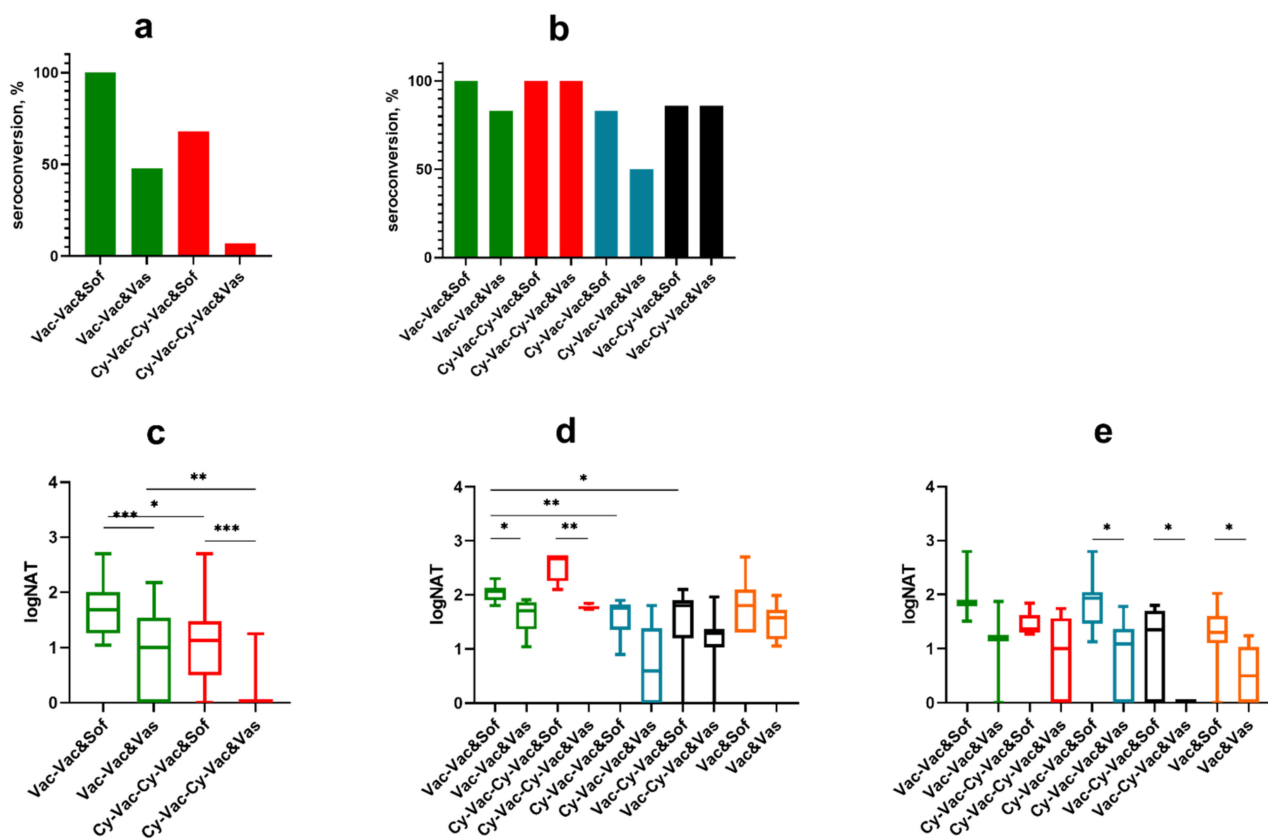 a
seroconversion, %
100
50
0
Vac-Vac&Sof
Vac-Vac&Vas
Cy-Vac-Cy-Vac&Sof
Cy-Vac-Cy-Vac&Vas
b
seroconversion, %
100
50
0
Vac-Vac&Sof
Vac-Vac&Vas
Cy-Vac-Cy-Vac&Sof
Cy-Vac-Cy-Vac&Vas
Cy-Vac-Vac&Sof
Cy-Vac-Vac&Vas
Vac-Cy-Vac&Sof
Vac-Cy-Vac&Vas
c
logNAT
4
3
2
1
0
**
*
***
***
Vac-Vac&Sof
Vac-Vac&Vas
Cy-Vac-Cy-Vac&Sof
Cy-Vac-Cy-Vac&Vas
d
logNAT
4
3
2
1
0
*
**
*
**
Vac-Vac&Sof
Vac-Vac&Vas
Cy-Vac-Cy-Vac&Sof
Cy-Vac-Cy-Vac&Vas
Cy-Vac-Vac&Sof
Cy-Vac-Vac&Vas
Vac-Cy-Vac&Sof
Vac-Cy-Vac&Vas
Vac&Sof
Vac&Vas
e
logNAT
4
3
2
1
0
*
*
*
Vac-Vac&Sof
Vac-Vac&Vas
Cy-Vac-Cy-Vac&Sof
Cy-Vac-Cy-Vac&Vas
Cy-Vac-Vac&Sof
Cy-Vac-Vac&Vas
Vac-Cy-Vac&Sof
Vac-Cy-Vac&Vas
Vac&Sof
Vac&Vas